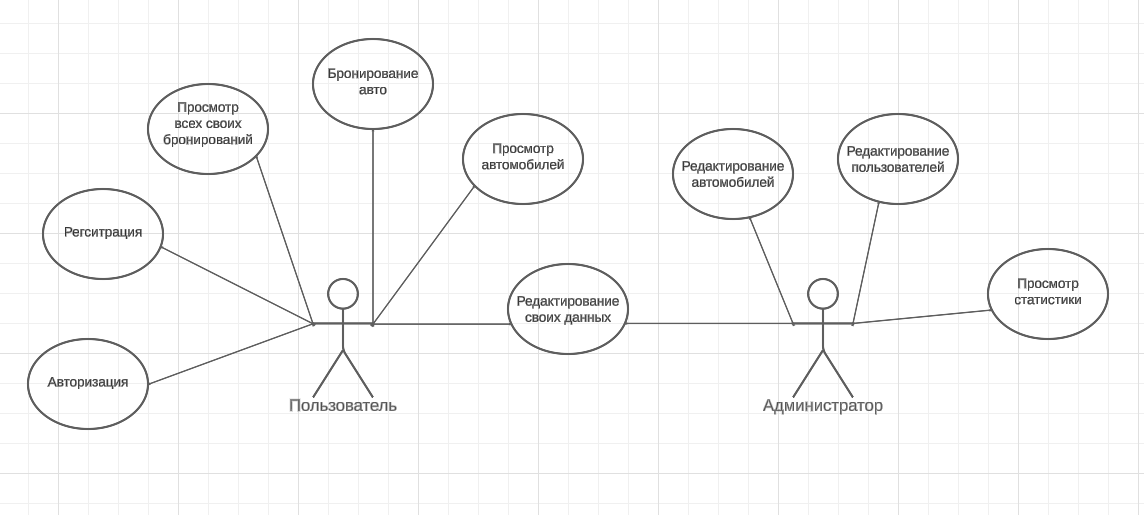 Бронирование
авто
Просмотр
всех своих
бронирований
Просмотр
автомобилей
Редактирование
автомобилей
Редактирование
пользователей
Регситрация
Просмотр
статистики
Редактирование
своих данных
Авторизация
Пользователь
Администратор